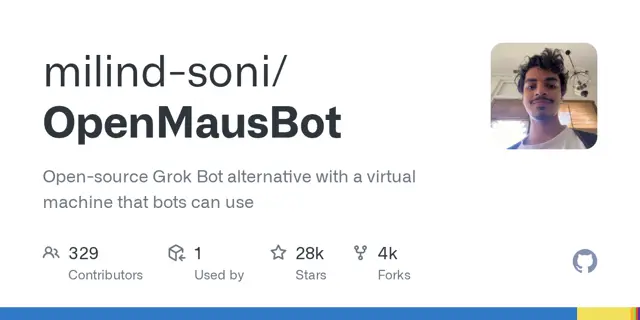 milind-soni/
OpenMausBot
Open-source Grok Bot alternative with a virtual
machine that bots can use
329
Contributors
1
Used by
28k
Stars
4k
Forks